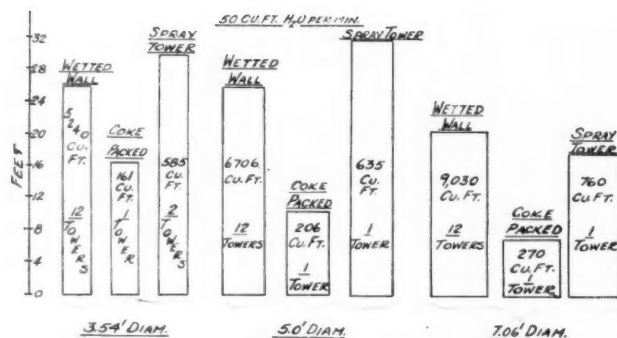 50 CU.FT. H2O PER MIN.
32
28
24
20
16
12
8
4
0
FEET
WETTED
WALL
5240
CU.
FT.
12
TOWERS
COKE
PACKED
161
CU.
FT.
1
TOWER
SPRAY
TOWER
585
CU.
FT.
2
TOWERS
3.54' DIAM.
WETTED
WALL
6706
CU.FT.
12
TOWERS
COKE
PACKED
206
CU.FT.
1
TOWER
SPRAY TOWER
635
CU.
FT.
1
TOWER
5.0' DIAM.
WETTED
WALL
9,030
CU.FT.
12
TOWERS
COKE
PACKED
270
CU.FT.
1
TOWER
SPRAY
TOWER
760
CU.FT.
1
TOWER
7.06' DIAM.